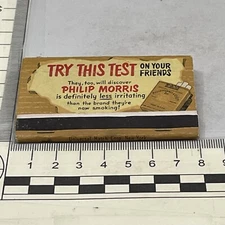 TRY THIS TEST ON YOUR
FRIENDS
They, too, will discover
PHILIP MORRIS
is definitely less irritating
than the brand they're
now smoking!
1 2 3 4 5 6 7 8 9